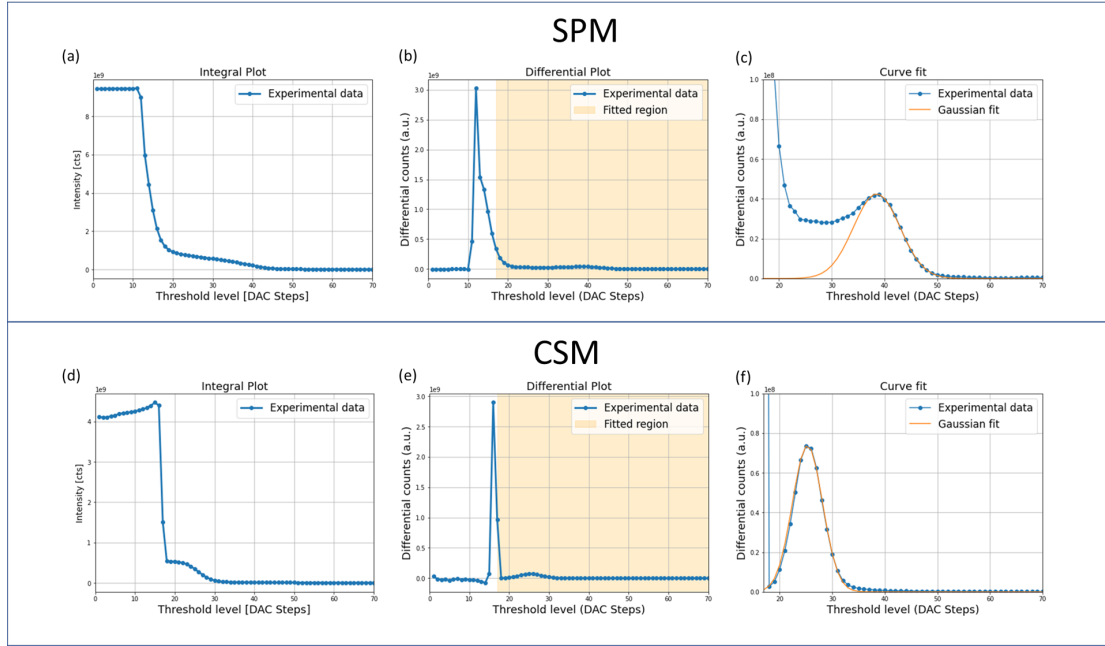 SPM
(a)
Integral Plot
1e9
Experimental data
8
6
4
2
0
Intensity [cts]
0 10 20 30 40 50 60 70
Threshold level [DAC Steps]
(b)
Differential Plot
1e9
Experimental data
Fitted region
3.0
2.5
2.0
1.5
1.0
0.5
0.0
Differential counts (a.u.)
0 10 20 30 40 50 60 70
Threshold level (DAC Steps)
(c)
Curve fit
1e8
Experimental data
Gaussian fit
1.0
0.8
0.6
0.4
0.2
0.0
Differential counts (a.u.)
20 30 40 50 60 70
Threshold level (DAC Steps)
CSM
(d)
Integral Plot
1e9
Experimental data
4
3
2
1
0
Intensity [cts]
0 10 20 30 40 50 60 70
Threshold level [DAC Steps]
(e)
Differential Plot
1e9
Experimental data
Fitted region
3.0
2.5
2.0
1.5
1.0
0.5
0.0
Differential counts (a.u.)
0 10 20 30 40 50 60 70
Threshold level (DAC Steps)
(f)
Curve fit
1e8
Experimental data
Gaussian fit
1.0
0.8
0.6
0.4
0.2
0.0
Differential counts (a.u.)
20 30 40 50 60 70
Threshold level (DAC Steps)